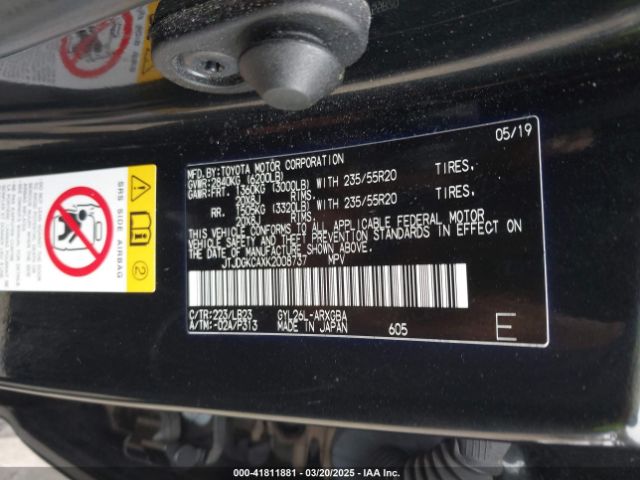 05/19
MFD. BY: TOYOTA MOTOR CORPORATION
GVWR: 2840KG (6000LB)
GAWR: FRT. 1360KG (3000LB) WITH 235/55R20 TIRES,
20X8J RIMS,
RR. 1505KG (3320LB) WITH 235/55R20 TIRES,
20X8J RIMS,
THIS VEHICLE CONFORMS TO ALL APPLICABLE FEDERAL MOTOR
VEHICLE SAFETY AND THEFT PREVENTION STANDARDS IN EFFECT ON
THE DATE OF MANUFACTURE SHOWN ABOVE.
JTJDGKCAXK2008737 MPV
C/TR: 223/LB23 GYL26L-ARXGBA
A/TM: -02A/P313 MADE IN JAPAN 605
E
SRS SIDE AIRBAG
2
000-41811881 | 03/20/2025 | IAA Inc.